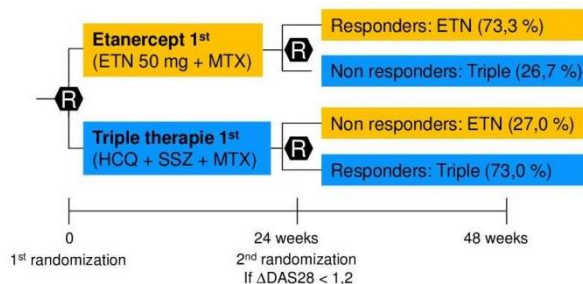 Etanercept 1st
(ETN 50 mg + MTX)
Responders: ETN (73,3 %)
Non responders: Triple (26,7 %)
R
R
Triple therapie 1st
(HCQ + SSZ + MTX)
Non responders: ETN (27,0 %)
Responders: Triple (73,0 %)
R
0
24 weeks
48 weeks
1st randomization
2nd randomization
If ΔDAS28 < 1,2